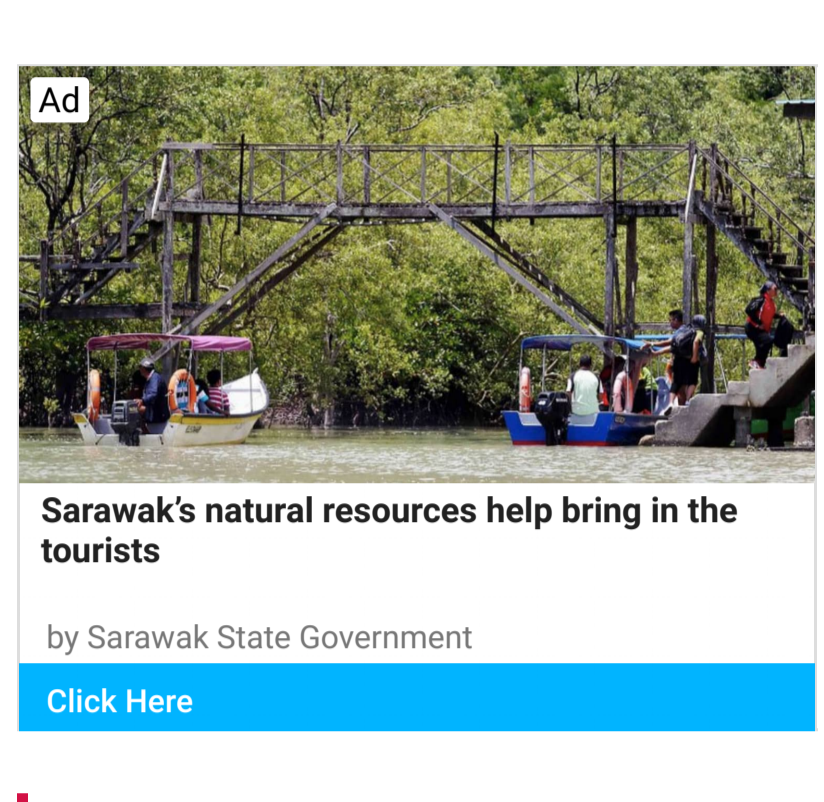 Ad
Sarawak’s natural resources help bring in the
tourists
by Sarawak State Government
Click Here